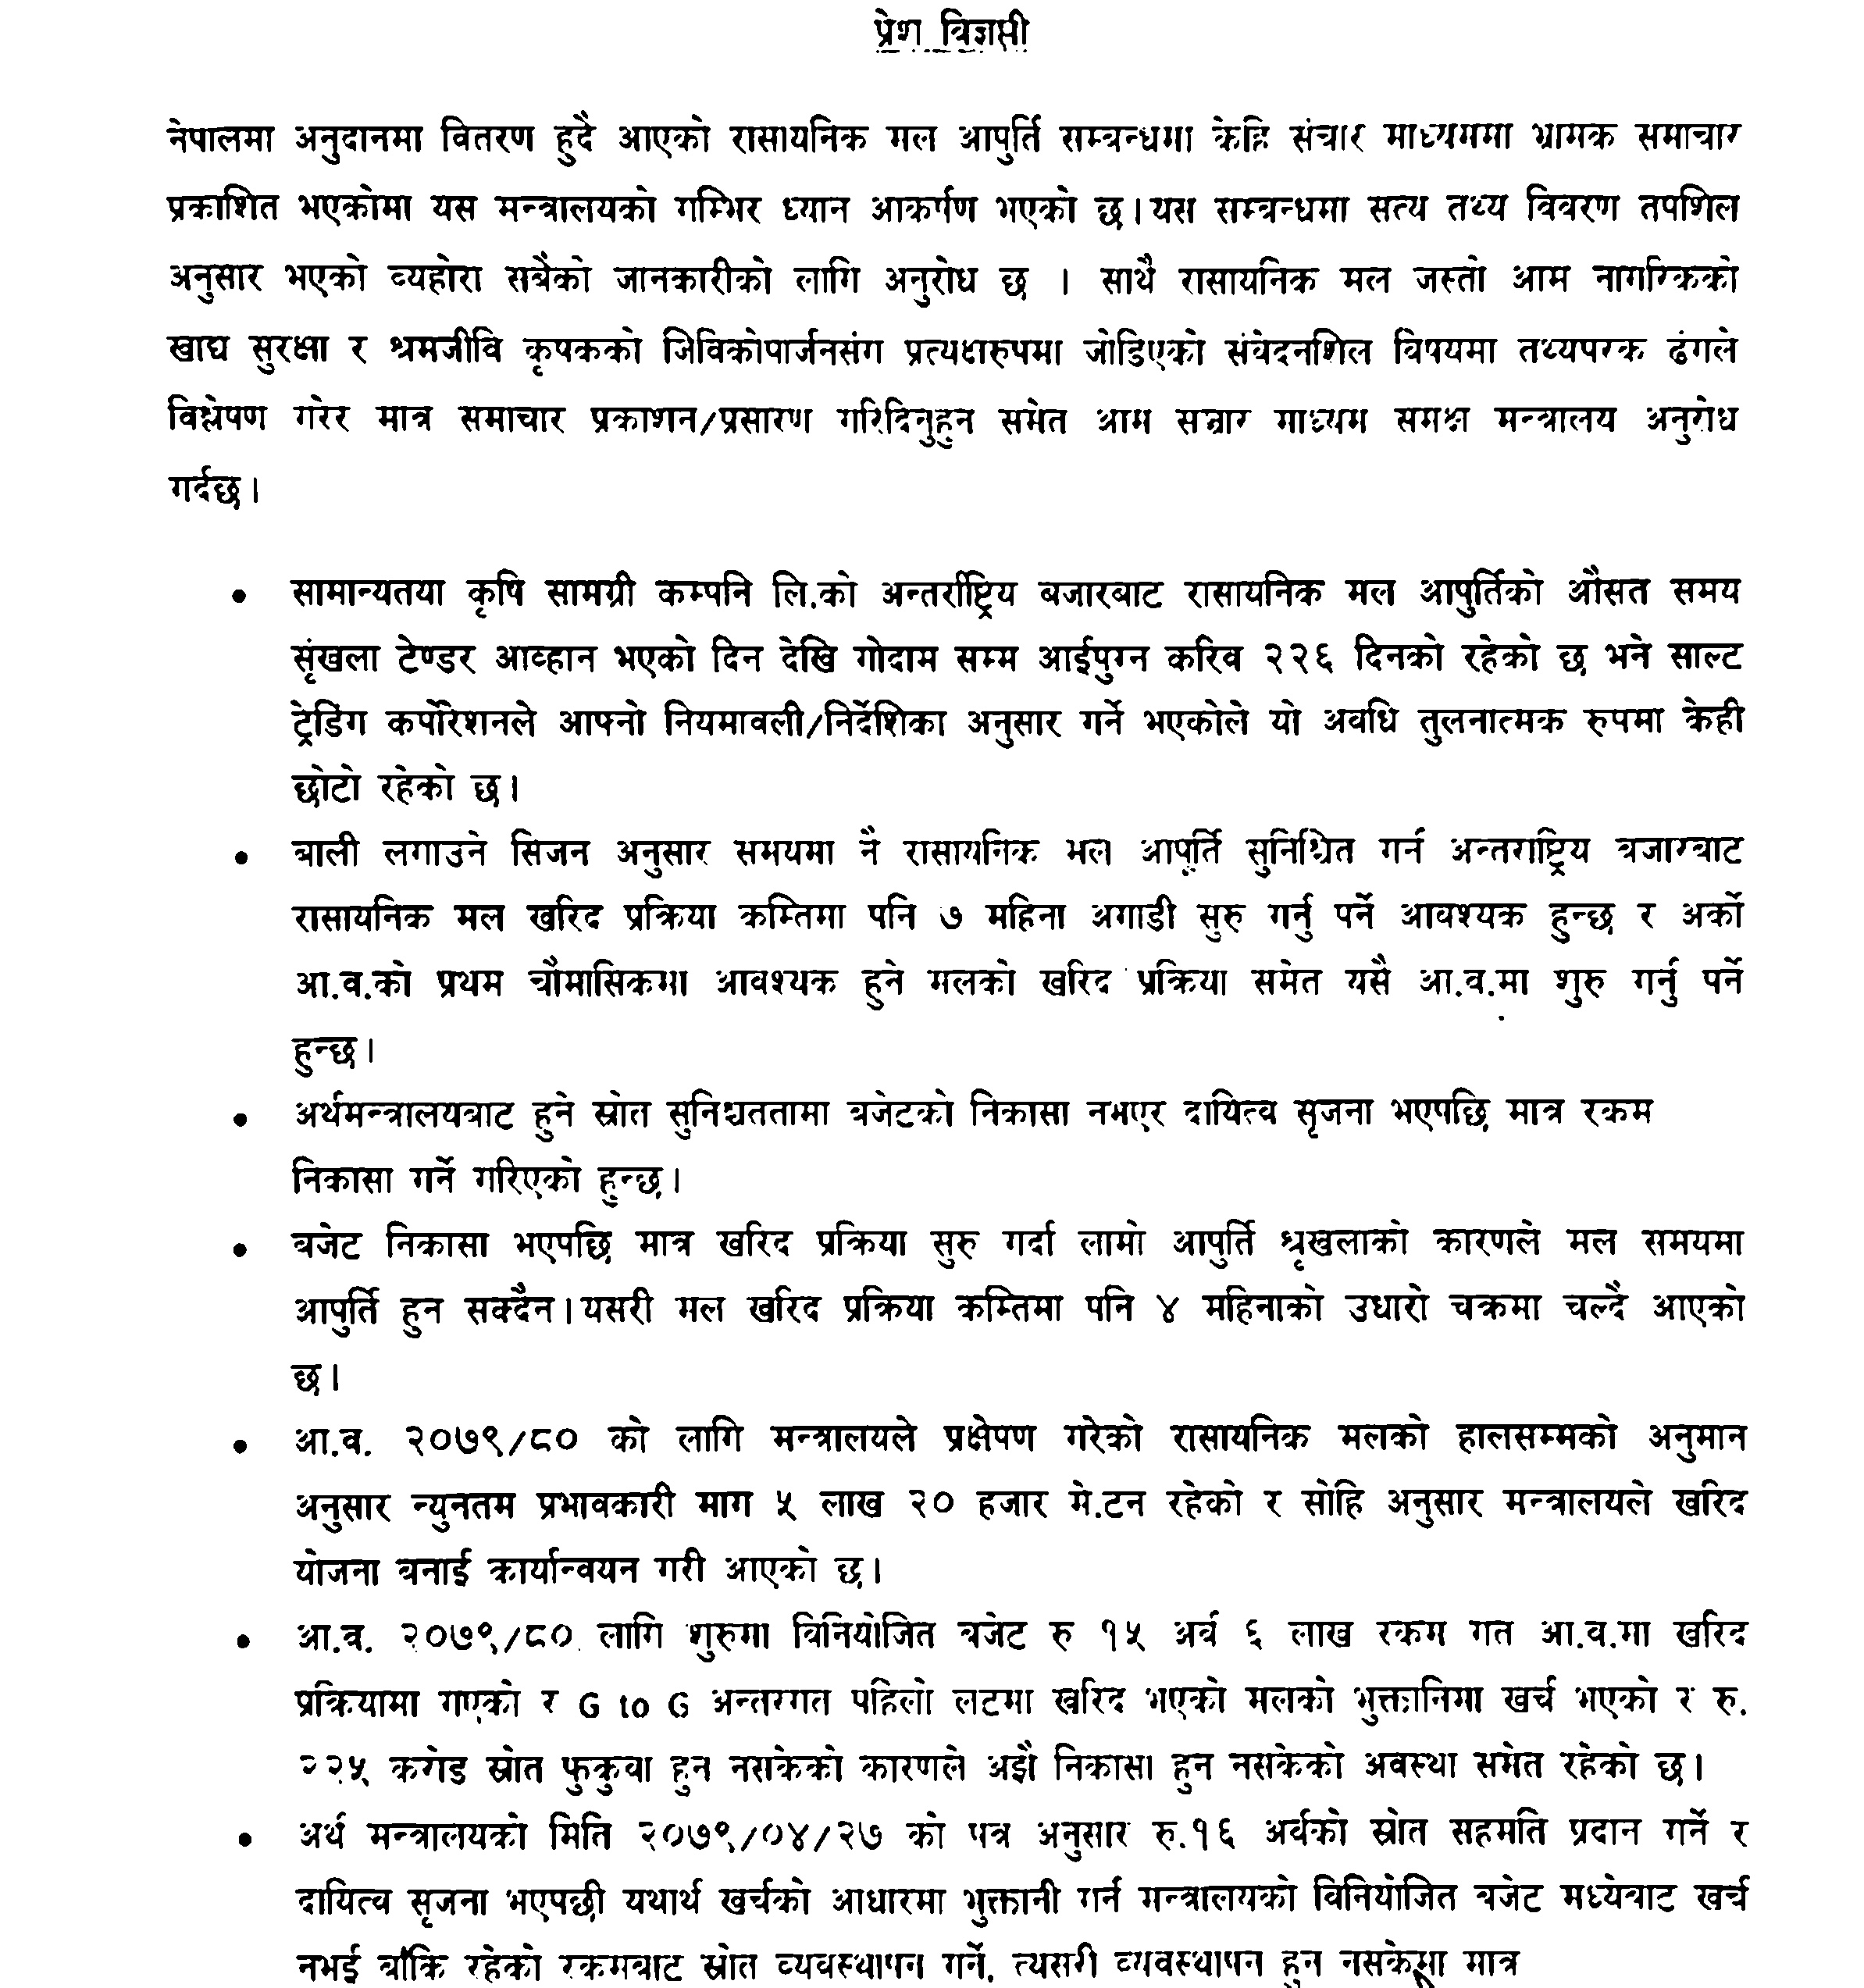 प्रेश विज्ञप्ती
नेपालमा अनुदानमा वितरण हुदै आएको रासायनिक मल आपुर्ति सम्बन्धमा केहि संचार माध्यममा भ्रामक समाचार
प्रकाशित भएकोमा यस मन्त्रालयको गम्भिर ध्यान आकर्षण भएको छ।यस सम्बन्धमा सत्य तथ्य विवरण तपशिल
अनुसार भएको व्यहोरा सबैको जानकारीको लागि अनुरोध छ । साथै रासायनिक मल जस्तो आम नागरिकको
खाद्य सुरक्षा र श्रमजीवि कृषकको जिविकोपार्जनसंग प्रत्यक्षरुपमा जोडिएको संवेदनशिल विषयमा तथ्यपरक ढंगले
विश्लेषण गरेर मात्र समाचार प्रकाशन/प्रसारण गरिदिनुहुन समेत आम सञ्चार माध्यम समक्ष मन्त्रालय अनुरोध
गर्दछ।
• सामान्यतया कृषि सामग्री कम्पनि लि.को अन्तर्राष्ट्रिय बजारबाट रासायनिक मल आपुर्तिको औसत समय
सृंखला टेण्डर आव्हान भएको दिन देखि गोदाम सम्म आईपुग्न करिव २२६ दिनको रहेको छ भने साल्ट
ट्रेडिंग कर्पोरेशनले आफ्नो नियमावली/निर्देशिका अनुसार गर्ने भएकोले यो अवधि तुलनात्मक रुपमा केही
छोटो रहेको छ।
• बाली लगाउने सिजन अनुसार समयमा नै रासायनिक मल आपुर्ति सुनिश्चित गर्न अन्तराष्ट्रिय बजारबाट
रासायनिक मल खरिद प्रक्रिया कम्तिमा पनि ७ महिना अगाडी सुरु गर्नु पर्ने आवश्यक हुन्छ र अर्को
आ.व.को प्रथम चौमासिकमा आवश्यक हुने मलको खरिद प्रक्रिया समेत यसै आ.व.मा शुरु गर्नु पर्ने
हुन्छ।
• अर्थमन्त्रालयबाट हुने स्रोत सुनिश्चततामा बजेटको निकासा नभएर दायित्व सृजना भएपछि मात्र रकम
निकासा गर्ने गरिएको हुन्छ।
• बजेट निकासा भएपछि मात्र खरिद प्रक्रिया सुरु गर्दा लामो आपुर्ति श्रृखलाको कारणले मल समयमा
आपुर्ति हुन सक्दैन।यसरी मल खरिद प्रक्रिया कम्तिमा पनि ४ महिनाको उधारो चक्रमा चल्दै आएको
छ।
• आ.व. २०७९/८० को लागि मन्त्रालयले प्रक्षेपण गरेको रासायनिक मलको हालसम्मको अनुमान
अनुसार न्युनतम प्रभावकारी माग ५ लाख २० हजार मे.टन रहेको र सोहि अनुसार मन्त्रालयले खरिद
योजना बनाई कार्यान्वयन गरी आएको छ।
• आ.व. २०७९/८० लागि शुरुमा विनियोजित बजेट रु १५ अर्ब ६ लाख रकम गत आ.व.मा खरिद
प्रक्रियामा गएको र G to G अन्तरगत पहिलो लटमा खरिद भएको मलको भुक्तानिमा खर्च भएको र रु.
२२५ करोड स्रोत फुकुवा हुन नसकेको कारणले अझै निकासा हुन नसकेको अवस्था समेत रहेको छ।
• अर्थ मन्त्रालयको मिति २०७९/०४/२७ को पत्र अनुसार रु.१६ अर्वको स्रोत सहमति प्रदान गर्ने र
दायित्व सृजना भएपछी यथार्थ खर्चको आधारमा भुक्तानी गर्न मन्त्रालयको विनियोजित बजेट मध्येबाट खर्च
नभई बाँकि रहेको रकमबाट स्रोत व्यवस्थापन गर्ने, त्यसरी व्यवस्थापन हुन नसकेमा मात्र